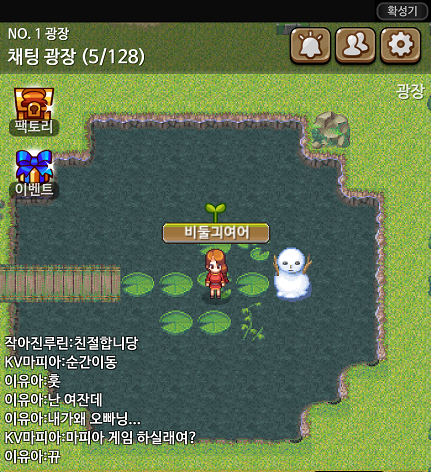 확성기
NO. 1 광장
채팅 광장 (5/128)
광장
팩토리
이벤트
비둘긔여어
작아진루린:친절합니당
KV마피아:순간이동
이유아:훗
이유아:난 여잔데
이유아:내가왜 오빠닝...
KV마피아:마피아 게임 하실래여?
이유아:뀨